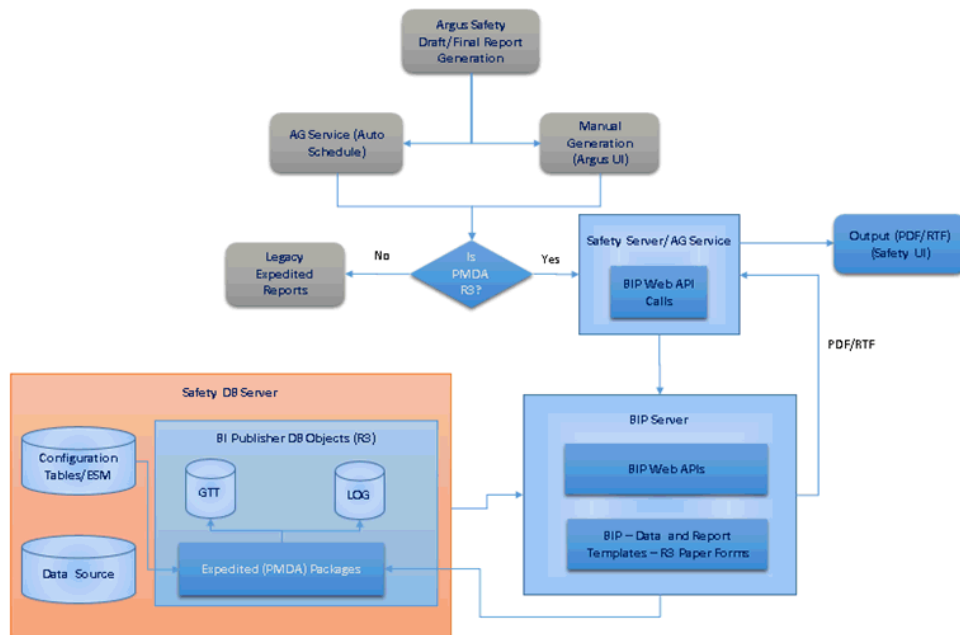 Argus Safety
Draft/Final Report
Generation
AG Service (Auto
Schedule)
Manual
Generation
(Argus UI)
Is
PMDA
R3?
No
Yes
Legacy
Expedited
Reports
Safety Server/AG Service
BIP Web API
Calls
Output (PDF/RTF)
(Safety UI)
PDF/RTF
Safety DB Server
BI Publisher DB Objects (R3)
Configuration
Tables/ESM
GTT
LOG
Data Source
Expedited (PMDA) Packages
BIP Server
BIP Web APIs
BIP – Data and Report
Templates – R3 Paper Forms